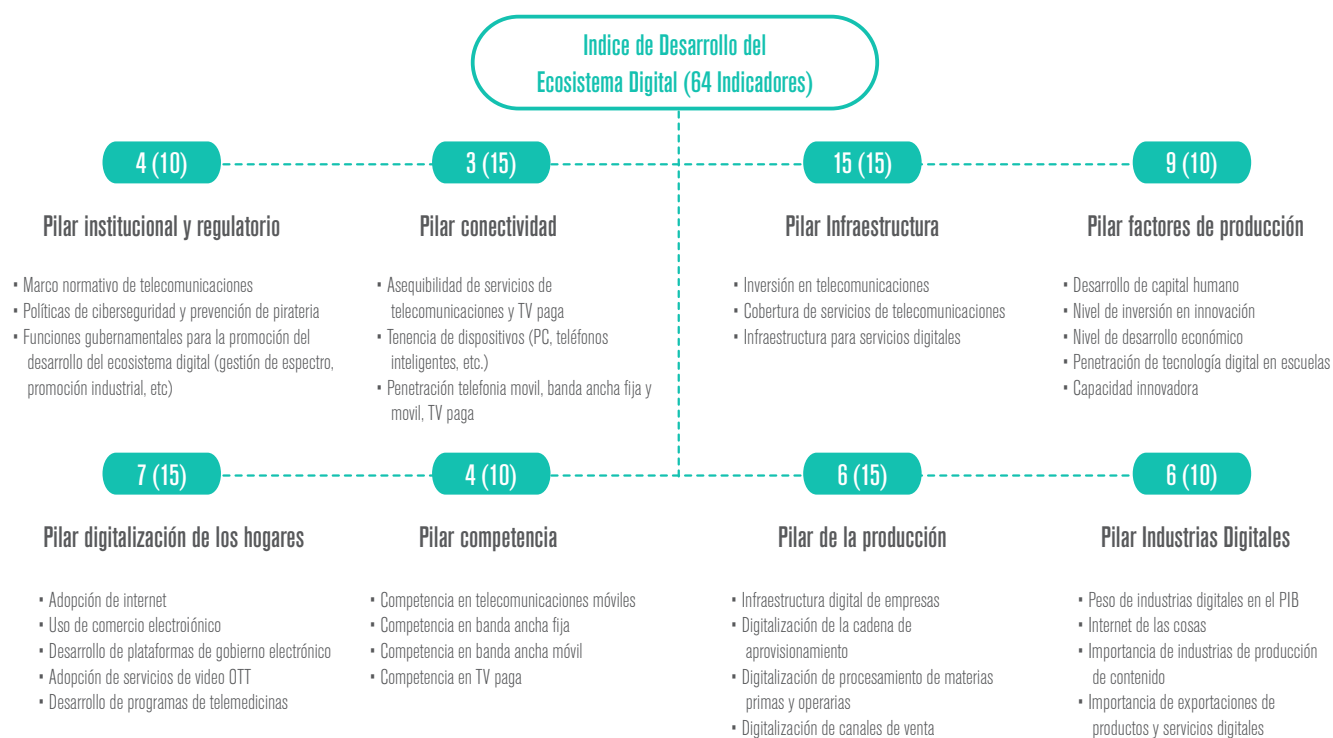 Indice de Desarrollo del
Ecosistema Digital (64 Indicadores)
4 (10)
Pilar institucional y regulatorio
▪ Marco normativo de telecomunicaciones
▪ Políticas de ciberseguridad y prevención de pirateria
▪ Funciones gubernamentales para la promoción del
desarrollo del ecosistema digital (gestión de espectro,
promoción industrial, etc)
3 (15)
Pilar conectividad
▪ Asequibilidad de servicios de
telecomunicaciones y TV paga
▪ Tenencia de dispositivos (PC, teléfonos
inteligentes, etc.)
▪ Penetración telefonia movil, banda ancha fija y
movil, TV paga
15 (15)
Pilar Infraestructura
▪ Inversión en telecomunicaciones
▪ Cobertura de servicios de telecomunicaciones
▪ Infraestructura para servicios digitales
9 (10)
Pilar factores de producción
▪ Desarrollo de capital humano
▪ Nivel de inversión en innovación
▪ Nivel de desarrollo económico
▪ Penetración de tecnología digital en escuelas
▪ Capacidad innovadora
7 (15)
Pilar digitalización de los hogares
▪ Adopción de internet
▪ Uso de comercio electroiónico
▪ Desarrollo de plataformas de gobierno electrónico
▪ Adopción de servicios de video OTT
▪ Desarrollo de programas de telemedicinas
4 (10)
Pilar competencia
▪ Competencia en telecomunicaciones móviles
▪ Competencia en banda ancha fija
▪ Competencia en banda ancha móvil
▪ Competencia en TV paga
6 (15)
Pilar de la producción
▪ Infraestructura digital de empresas
▪ Digitalización de la cadena de
aprovisionamiento
▪ Digitalización de procesamiento de materias
primas y operarias
▪ Digitalización de canales de venta
6 (10)
Pilar Industrias Digitales
▪ Peso de industrias digitales en el PIB
▪ Internet de las cosas
▪ Importancia de industrias de producción
de contenido
▪ Importancia de exportaciones de
productos y servicios digitales